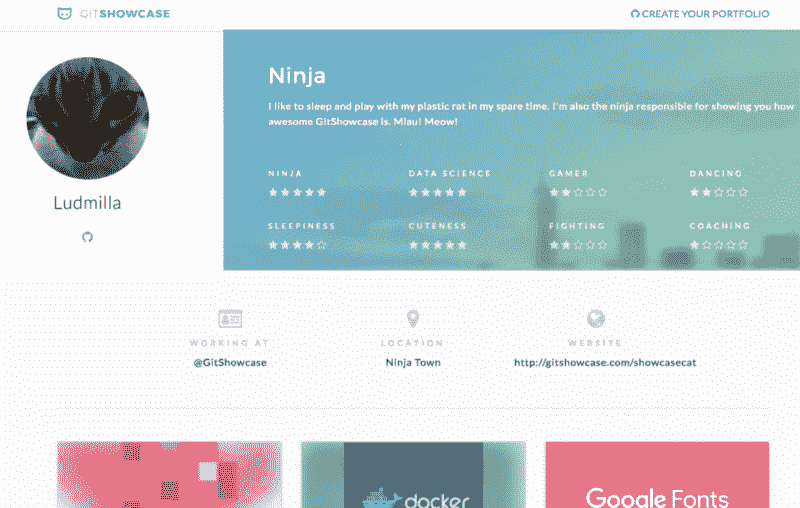 GITSHOWCASE
CREATE YOUR PORTFOLIO
Ludmilla
Ninja
I like to sleep and play with my plastic rat in my spare time. I'm also the ninja responsible for showing you how
awesome GitShowcase is. Miau! Meow!
NINJA
DATA SCIENCE
GAMER
DANCING
SLEEPINESS
CUTENESS
FIGHTING
COACHING
WORKING AT
@GitShowcase
LOCATION
Ninja Town
WEBSITE
http://gitshowcase.com/showcasecat
docker
Google Fonts